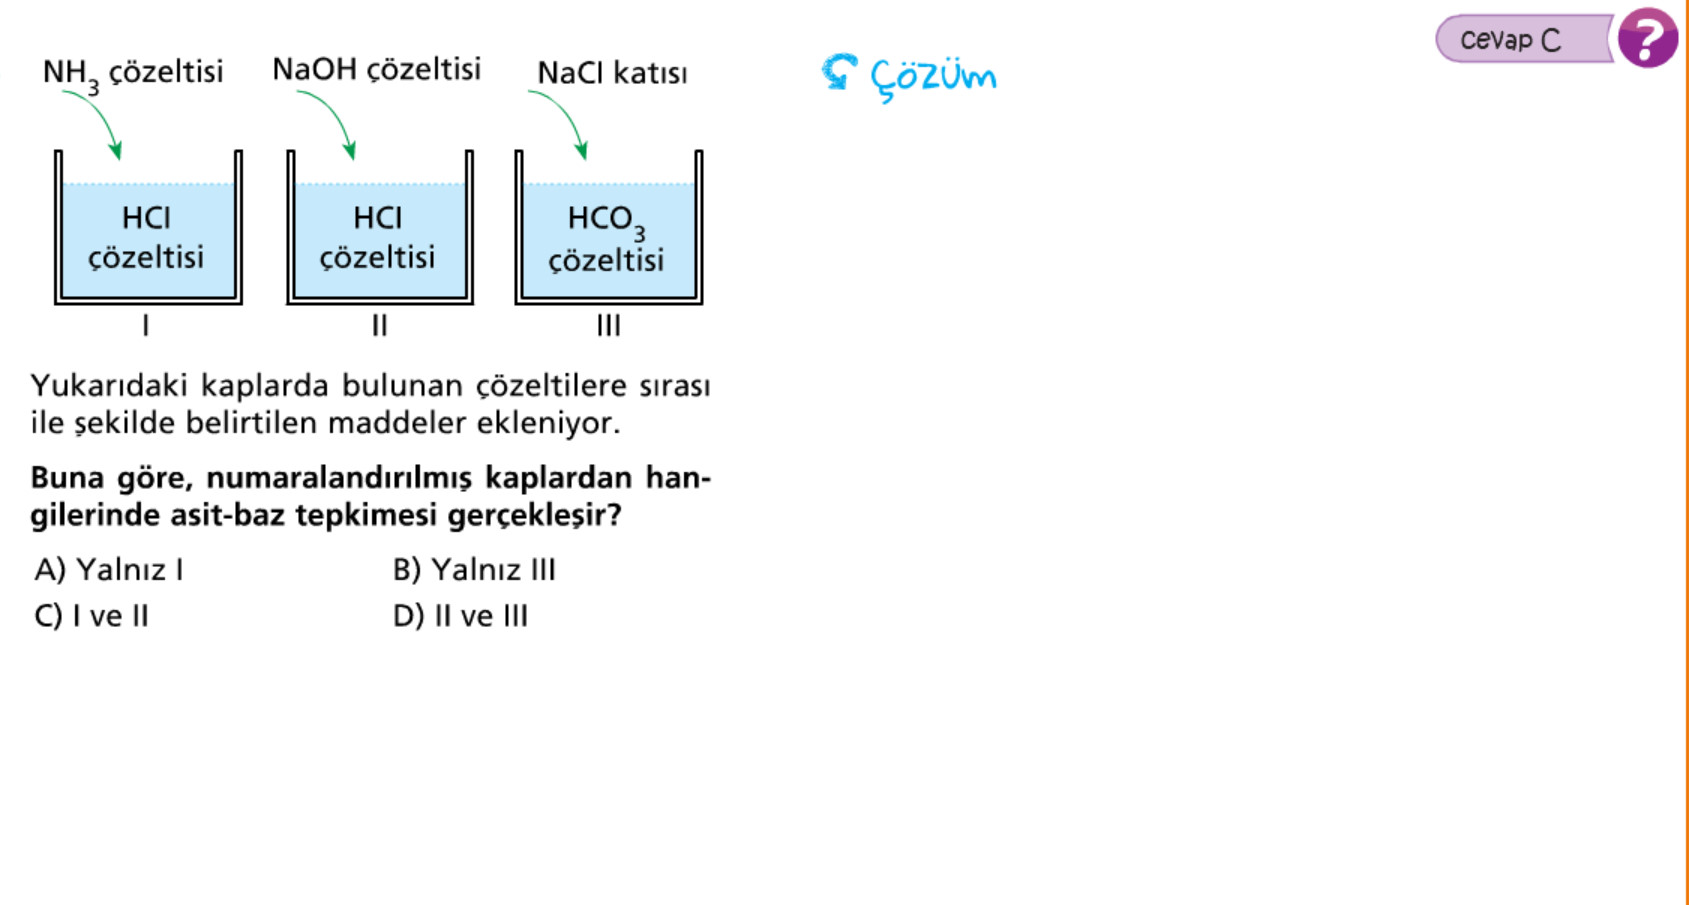 cevap C ?
NH3 çözeltisi NaOH çözeltisi NaCl katısı
Çözüm
HCl HCl HCO3
çözeltisi çözeltisi çözeltisi
I II III
Yukarıdaki kaplarda bulunan çözeltilere sırası
ile şekilde belirtilen maddeler ekleniyor.
Buna göre, numaralandırılmış kaplardan han-
gilerinde asit-baz tepkimesi gerçekleşir?
A) Yalnız I B) Yalnız III
C) I ve II D) II ve III